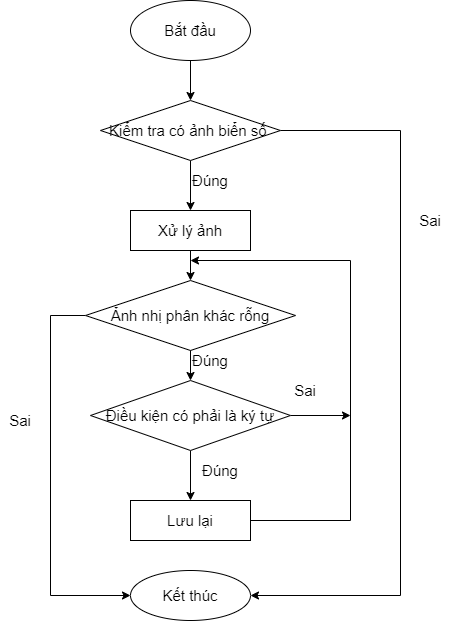 Bắt đầu
Kiểm tra có ảnh biển số
Đúng
Sai
Xử lý ảnh
Ảnh nhị phân khác rỗng
Đúng
Sai
Điều kiện có phải là ký tự
Sai
Đúng
Lưu lại
Kết thúc